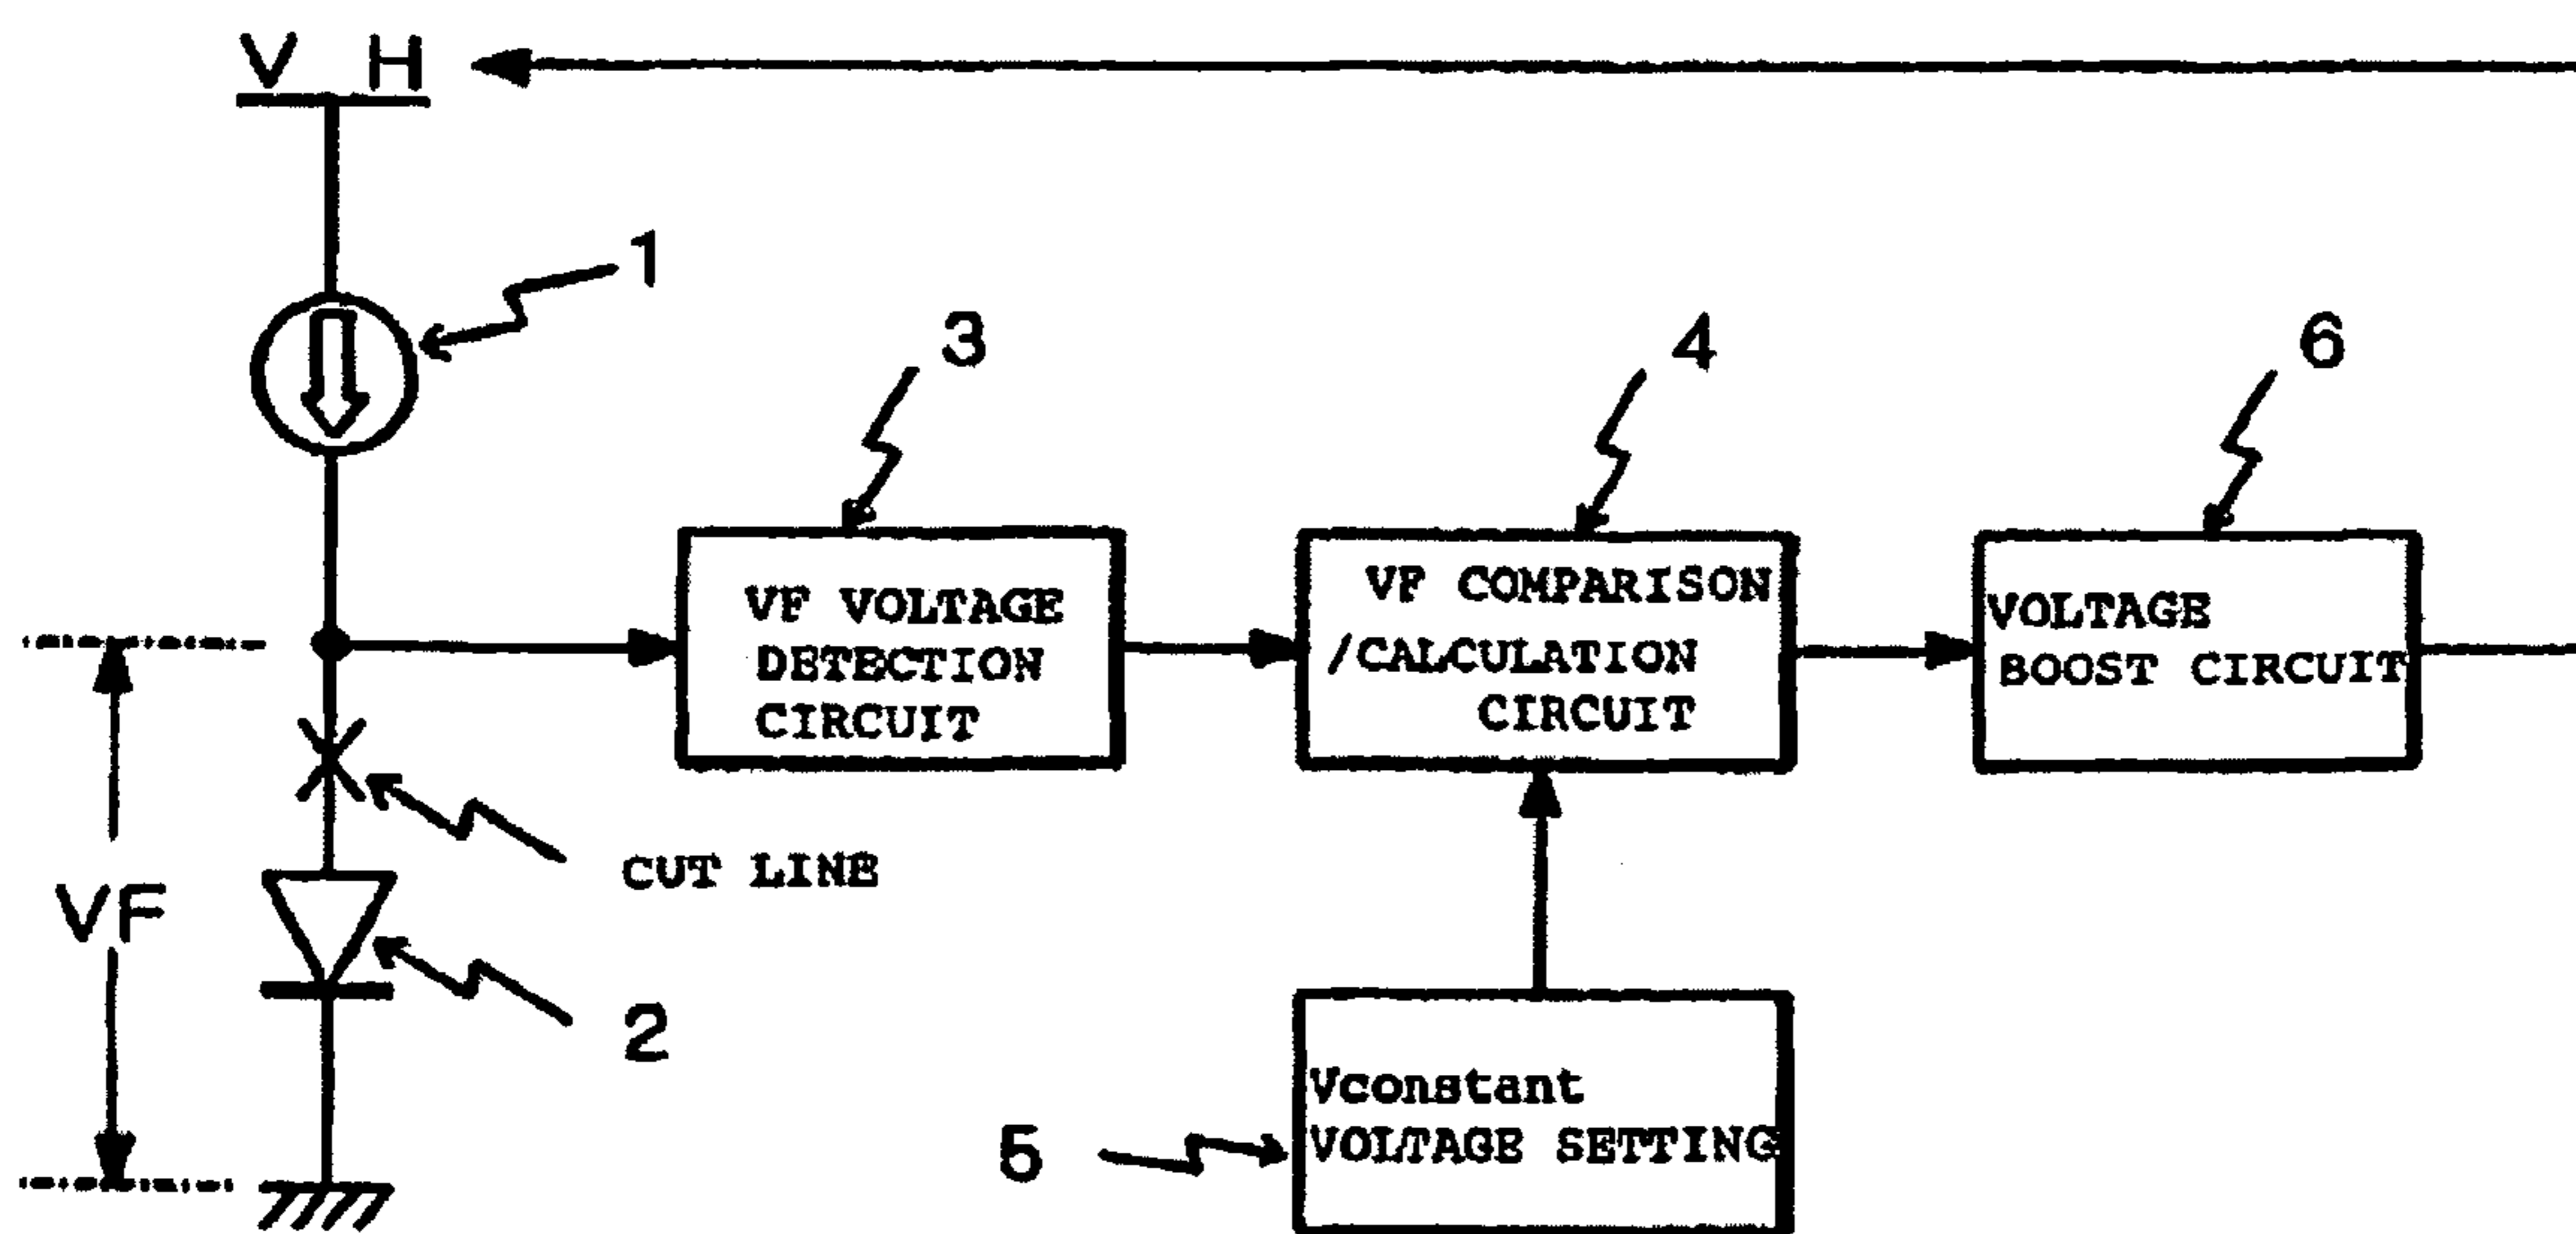 V H
1
3
4
6
VF VOLTAGE
DETECTION
CIRCUIT
VF COMPARISON
/CALCULATION
CIRCUIT
VOLTAGE
BOOST CIRCUIT
CUT LINE
VF
2
Vconstant
VOLTAGE SETTING
5